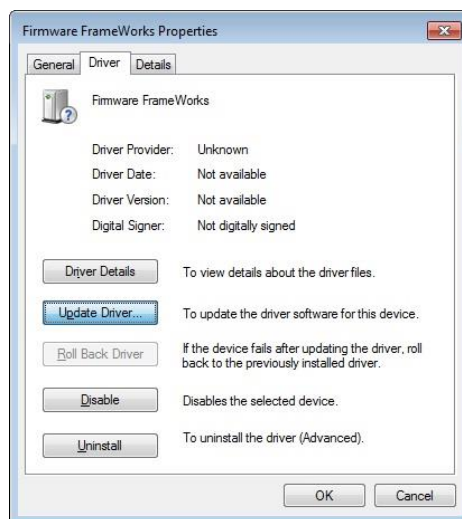 Firmware FrameWorks Properties
General Driver Details
Firmware FrameWorks
Driver Provider: Unknown
Driver Date: Not available
Driver Version: Not available
Digital Signer: Not digitally signed
Driver Details To view details about the driver files.
Update Driver... To update the driver software for this device.
Roll Back Driver If the device fails after updating the driver, roll
back to the previously installed driver.
Disable Disables the selected device.
Uninstall To uninstall the driver (Advanced).
OK Cancel